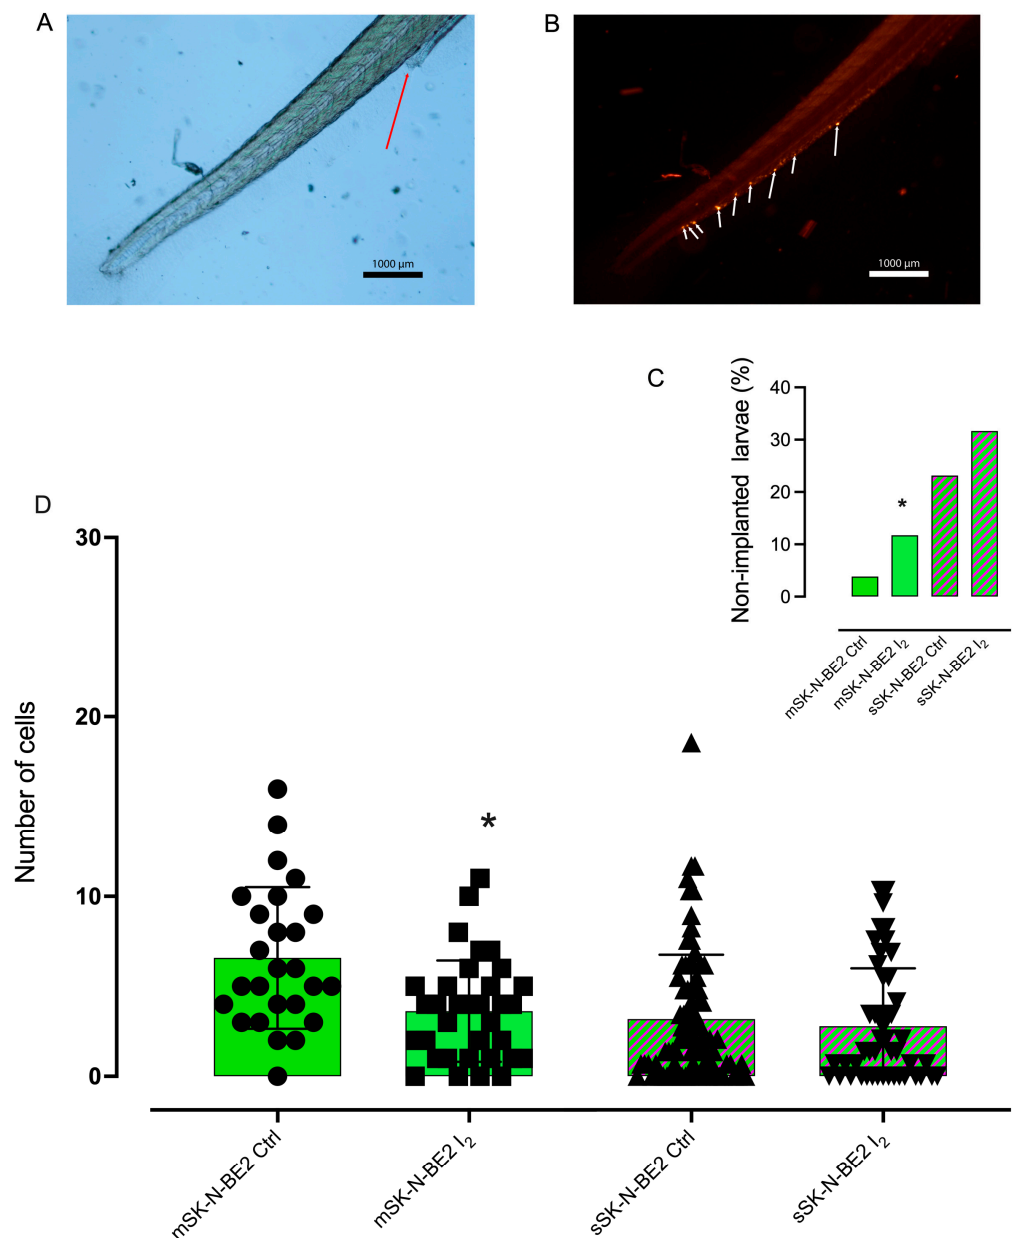 A
B
1000 µm
1000 µm
C
Non-implanted larvae (%)
40
30
20
10
0
*
mSK-N-BE2 Ctrl
mSK-N-BE2 I₂
sSK-N-BE2 Ctrl
sSK-N-BE2 I₂
D
Number of cells
30
20
10
0
*
mSK-N-BE2 Ctrl
mSK-N-BE2 I₂
sSK-N-BE2 Ctrl
sSK-N-BE2 I₂